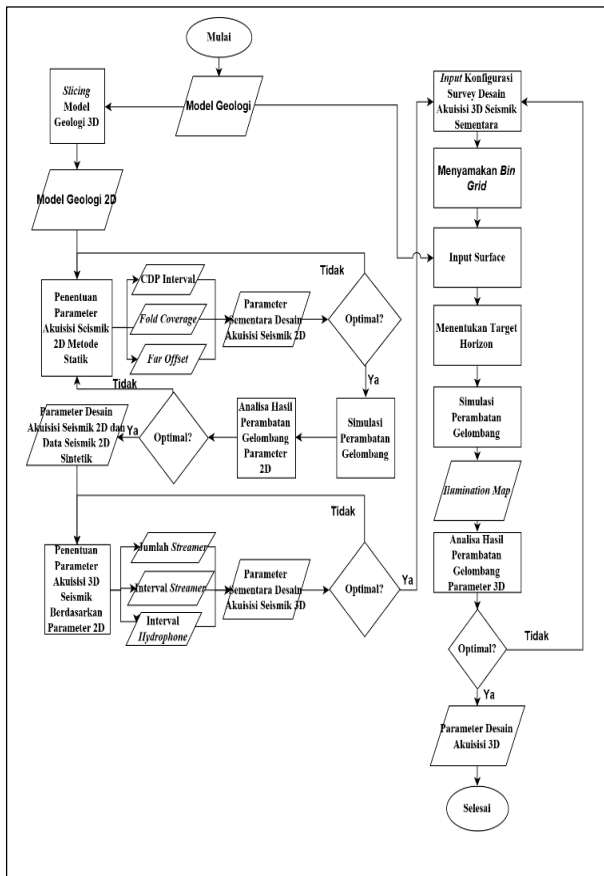 Mulai
Slicing
Model
Geologi 3D
Model Geologi
Model Geologi 2D
Penentuan
Parameter
Akuisisi Seismik
2D Metode
Statik
CDP Interval
Fold Coverage
Far Offset
Parameter
Sementara Desain
Akuisisi Seismik 2D
Tidak
Optimal?
Ya
Simulasi
Perambatan
Gelombang
Analisa Hasil
Perambatan
Gelombang
Parameter
2D
Optimal?
Tidak
Ya
Parameter Desain
Akuisisi Seismik 2D dan
Data Seismik 2D
Sintetik
Penentuan
Parameter
Akuisisi 3D
Seismik
Berdasarkan
Parameter 2D
Jumlah Streamer
Interval Streamer
Interval
Hydrophone
Parameter
Sementara Desain
Akuisisi Seismik 3D
Tidak
Optimal?
Ya
Input Konfigurasi
Survey Desain
Akuisisi 3D Seismik
Sementara
Menyamakan Bin
Grid
Input Surface
Menentukan Target
Horizon
Simulasi
Perambatan
Gelombang
Ilumination Map
Analisa Hasil
Perambatan
Gelombang
Parameter 3D
Optimal?
Tidak
Ya
Parameter Desain
Akuisisi 3D
Selesai